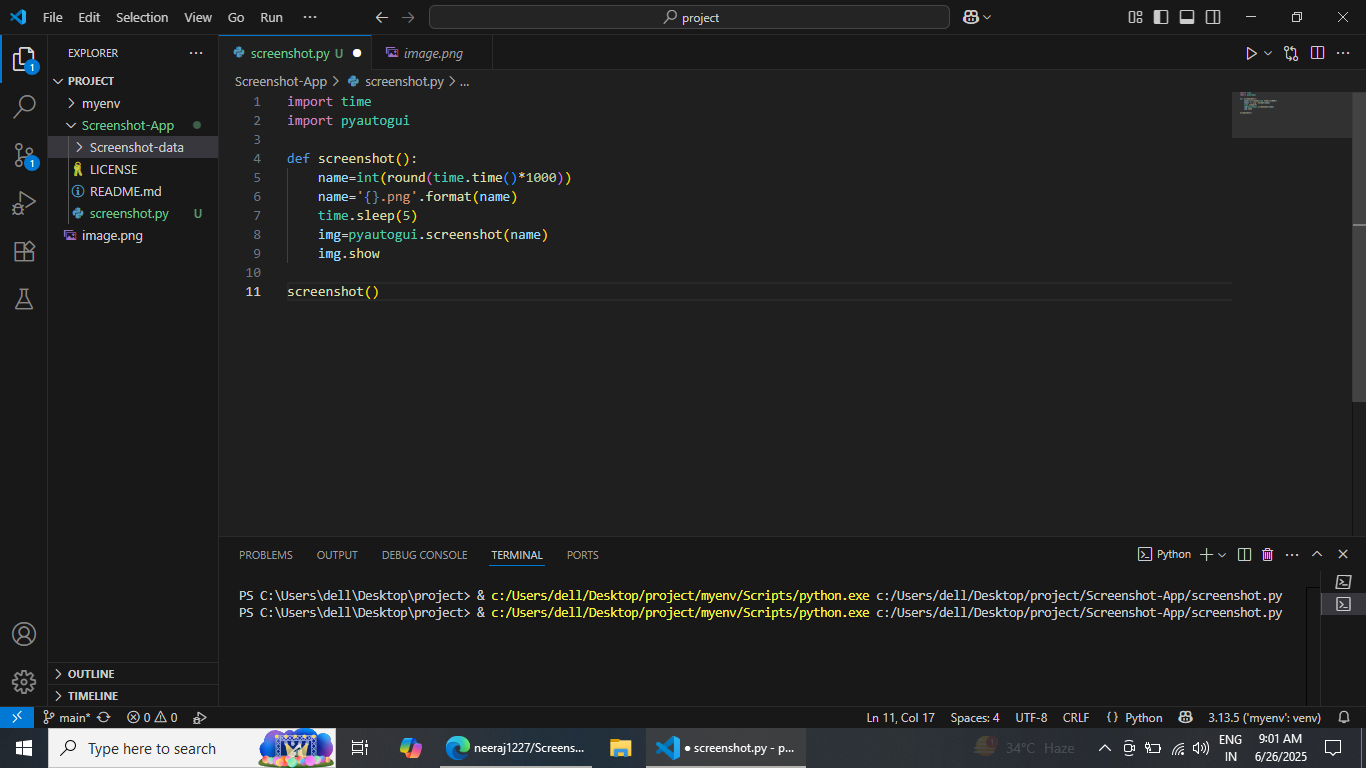 File Edit Selection View Go Run ···
project
EXPLORER
PROJECT
myenv
Screenshot-App
Screenshot-data
LICENSE
README.md
screenshot.py U
image.png
OUTLINE
TIMELINE
1
1
screenshot.py U
image.png
Screenshot-App > screenshot.py > ...
1 import time
2 import pyautogui
3
4 def screenshot():
5     name=int(round(time.time()*1000))
6     name='{}.png'.format(name)
7     time.sleep(5)
8     img=pyautogui.screenshot(name)
9     img.show
10
11 screenshot()
PROBLEMS OUTPUT DEBUG CONSOLE TERMINAL PORTS
Python
PS C:\Users\dell\Desktop\project> & c:/Users/dell/Desktop/project/myenv/Scripts/python.exe c:/Users/dell/Desktop/project/Screenshot-App/screenshot.py
PS C:\Users\dell\Desktop\project> & c:/Users/dell/Desktop/project/myenv/Scripts/python.exe c:/Users/dell/Desktop/project/Screenshot-App/screenshot.py
main* 0 0
Ln 11, Col 17 Spaces: 4 UTF-8 CRLF {} Python 3.13.5 ('myenv': venv)
Type here to search
neeraj1227/Screens...
● screenshot.py - p...
34°C Haze
ENG
IN
9:01 AM
6/26/2025